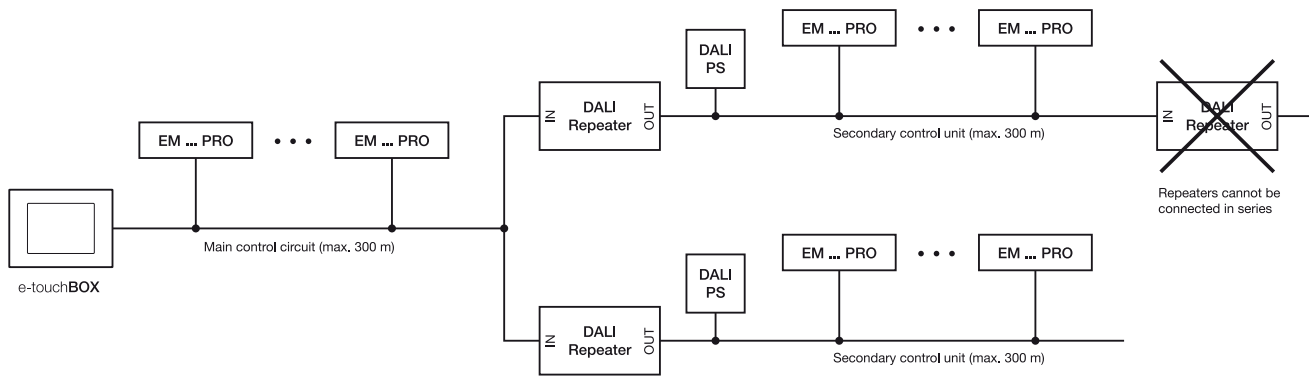 EM ... PRO • • • EM ... PRO
DALI
PS
IN
DALI
Repeater
OUT
Secondary control unit (max. 300 m)
IN
DALI
Repeater
OUT
Repeaters cannot be
connected in series
EM ... PRO • • • EM ... PRO
Main control circuit (max. 300 m)
e-touchBOX
EM ... PRO • • • EM ... PRO
DALI
PS
IN
DALI
Repeater
OUT
Secondary control unit (max. 300 m)